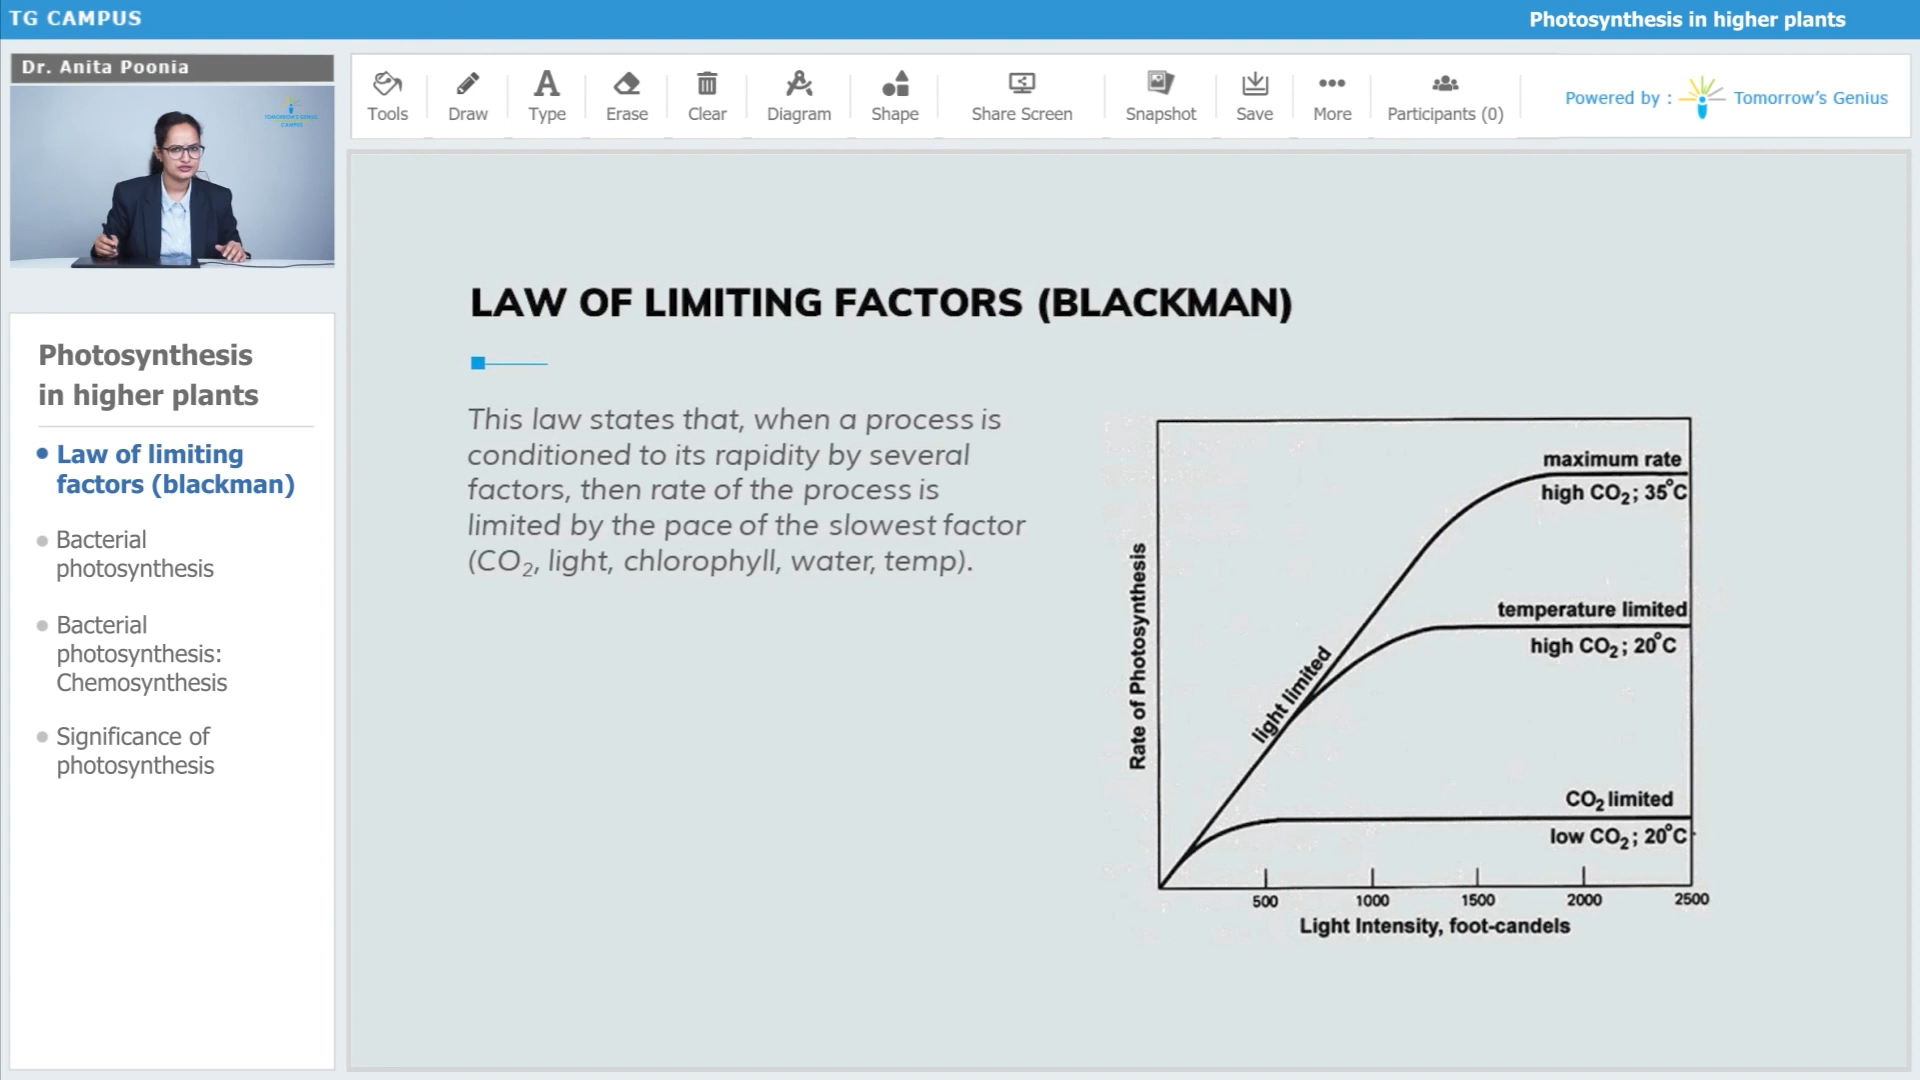 TG CAMPUS
Photosynthesis in higher plants
Dr. Anita Poonia
TOMORROW'S GENIUS
CAMPUS
Tools
Draw
Type
Erase
Clear
Diagram
Shape
Share Screen
Snapshot
Save
More
Participants (0)
Powered by :
Tomorrow's Genius
Photosynthesis
in higher plants
Law of limiting
factors (blackman)
Bacterial
photosynthesis
Bacterial
photosynthesis:
Chemosynthesis
Significance of
photosynthesis
LAW OF LIMITING FACTORS (BLACKMAN)
This law states that, when a process is
conditioned to its rapidity by several
factors, then rate of the process is
limited by the pace of the slowest factor
(CO₂, light, chlorophyll, water, temp).
Rate of Photosynthesis
light limited
maximum rate
high CO₂; 35°C
temperature limited
high CO₂; 20°C
CO₂ limited
low CO₂; 20°C
500 1000 1500 2000 2500
Light Intensity, foot-candels